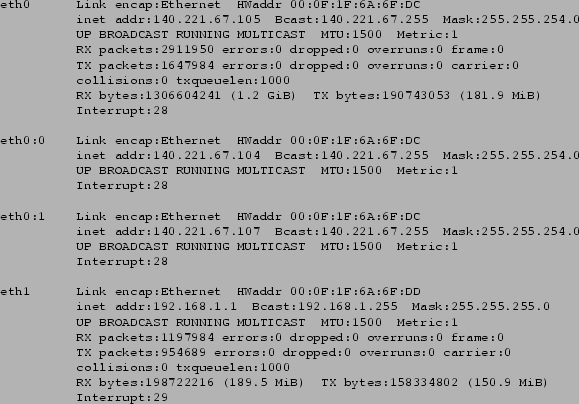 eth0 Link encap:Ethernet HWaddr 00:0F:1F:6A:6F:DC
inet addr:140.221.67.105 Bcast:140.221.67.255 Mask:255.255.254.0
UP BROADCAST RUNNING MULTICAST MTU:1500 Metric:1
RX packets:2911950 errors:0 dropped:0 overruns:0 frame:0
TX packets:1647984 errors:0 dropped:0 overruns:0 carrier:0
collisions:0 txqueuelen:1000
RX bytes:1306604241 (1.2 GiB) TX bytes:190743053 (181.9 MiB)
Interrupt:28
eth0:0 Link encap:Ethernet HWaddr 00:0F:1F:6A:6F:DC
inet addr:140.221.67.104 Bcast:140.221.67.255 Mask:255.255.254.0
UP BROADCAST RUNNING MULTICAST MTU:1500 Metric:1
Interrupt:28
eth0:1 Link encap:Ethernet HWaddr 00:0F:1F:6A:6F:DC
inet addr:140.221.67.107 Bcast:140.221.67.255 Mask:255.255.254.0
UP BROADCAST RUNNING MULTICAST MTU:1500 Metric:1
Interrupt:28
eth1 Link encap:Ethernet HWaddr 00:0F:1F:6A:6F:DD
inet addr:192.168.1.1 Bcast:192.168.1.255 Mask:255.255.255.0
UP BROADCAST RUNNING MULTICAST MTU:1500 Metric:1
RX packets:1197984 errors:0 dropped:0 overruns:0 frame:0
TX packets:954689 errors:0 dropped:0 overruns:0 carrier:0
collisions:0 txqueuelen:1000
RX bytes:198722216 (189.5 MiB) TX bytes:158334802 (150.9 MiB)
Interrupt:29